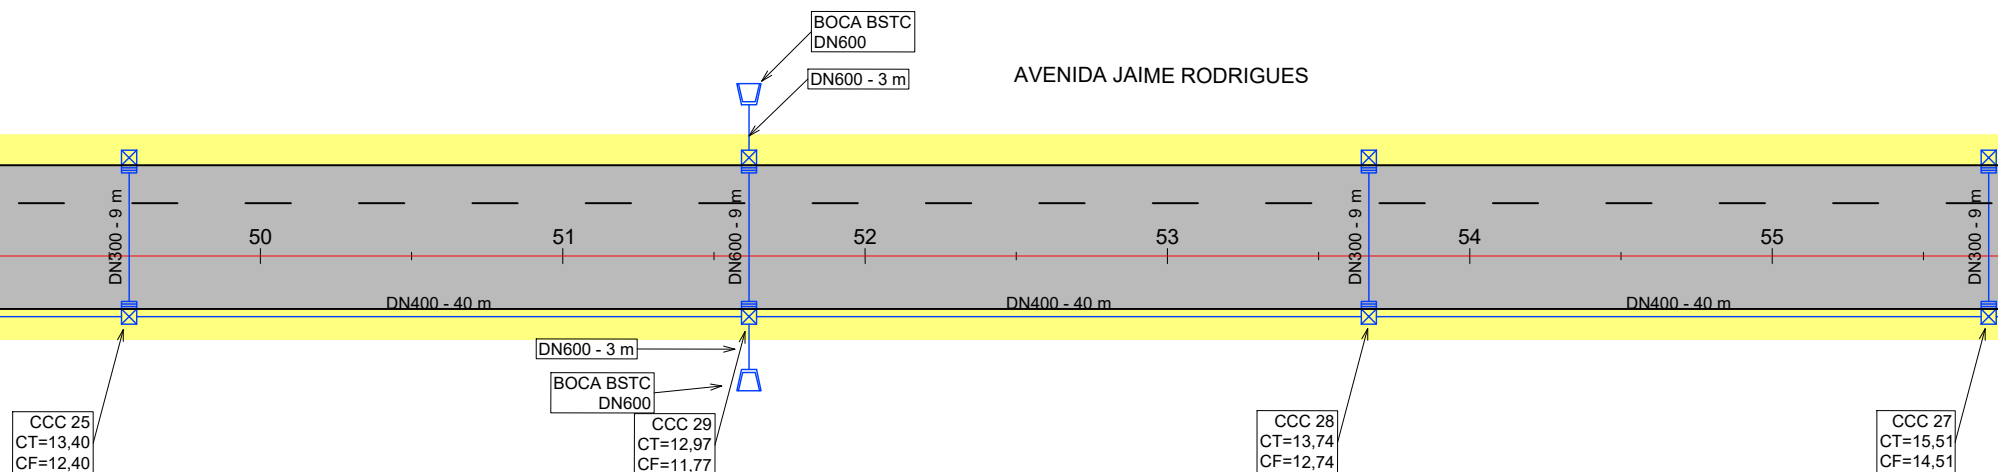 BOCA BSTC
DN600
DN600 - 3 m
AVENIDA JAIME RODRIGUES
DN300 - 9 m
DN600 - 9 m
DN300 - 9 m
DN300 - 9 m
50
51
52
53
54
55
DN400 - 40 m
DN400 - 40 m
DN400 - 40 m
DN600 - 3 m
BOCA BSTC
DN600
CCC 25
CT=13,40
CF=12,40
CCC 29
CT=12,97
CF=11,77
CCC 28
CT=13,74
CF=12,74
CCC 27
CT=15,51
CF=14,51